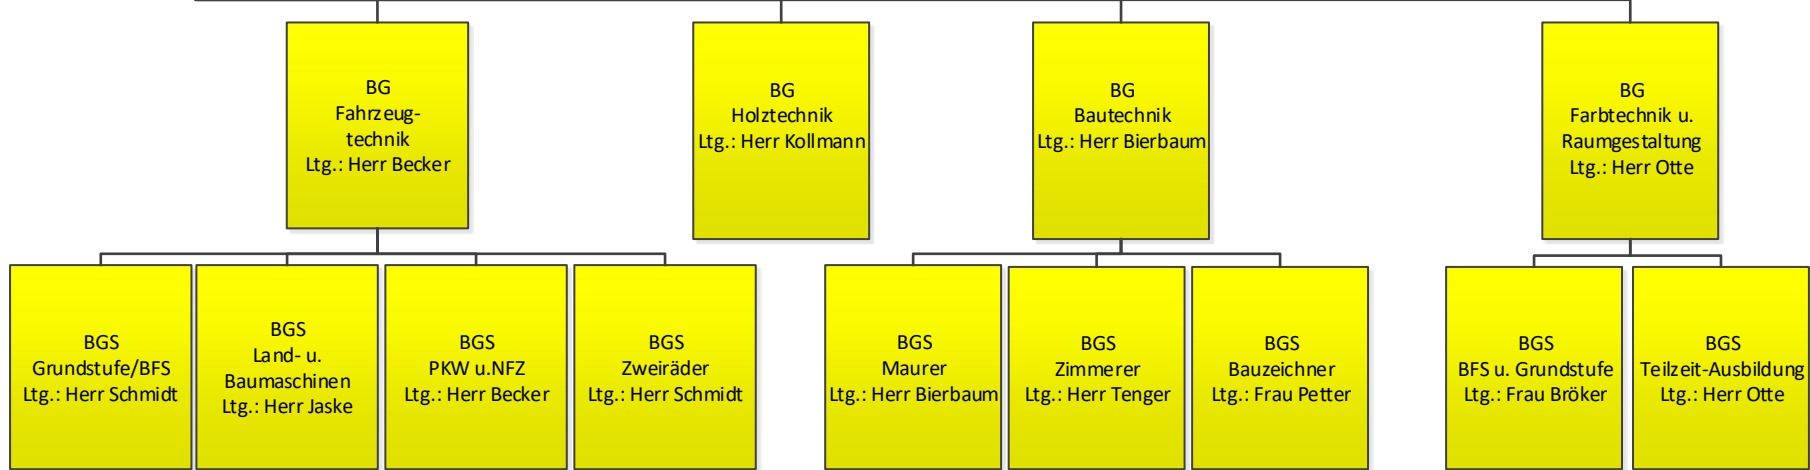 BG
Fahrzeug-
technik
Ltg.: Herr Becker
BG
Holztechnik
Ltg.: Herr Kollmann
BG
Bautechnik
Ltg.: Herr Bierbaum
BG
Farbtechnik u.
Raumgestaltung
Ltg.: Herr Otte
BGS
Grundstufe/BFS
Ltg.: Herr Schmidt
BGS
Land- u.
Baumaschinen
Ltg.: Herr Jaske
BGS
PKW u.NFZ
Ltg.: Herr Becker
BGS
Zweiräder
Ltg.: Herr Schmidt
BGS
Maurer
Ltg.: Herr Bierbaum
BGS
Zimmerer
Ltg.: Herr Tenger
BGS
Bauzeichner
Ltg.: Frau Petter
BGS
BFS u. Grundstufe
Ltg.: Frau Bröker
BGS
Teilzeit-Ausbildung
Ltg.: Herr Otte